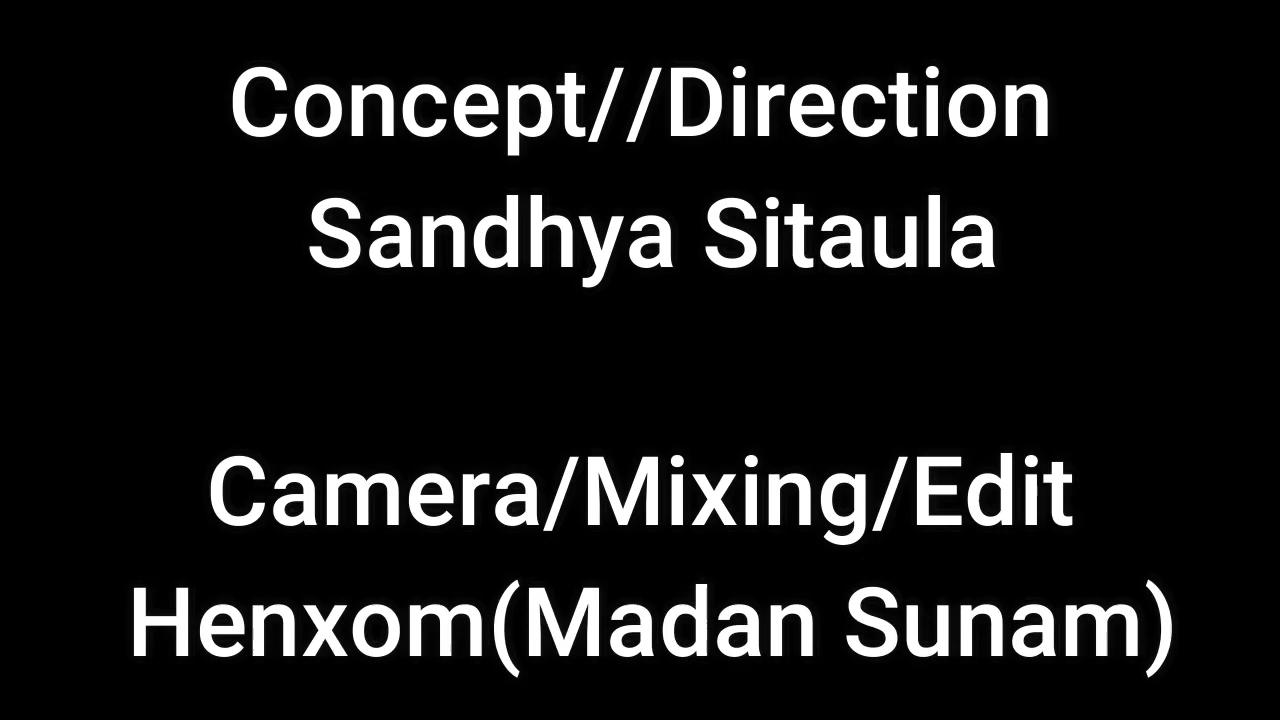 Concept//Direction
Sandhya Sitaula
Camera/Mixing/Edit
Henxom(Madan Sunam)